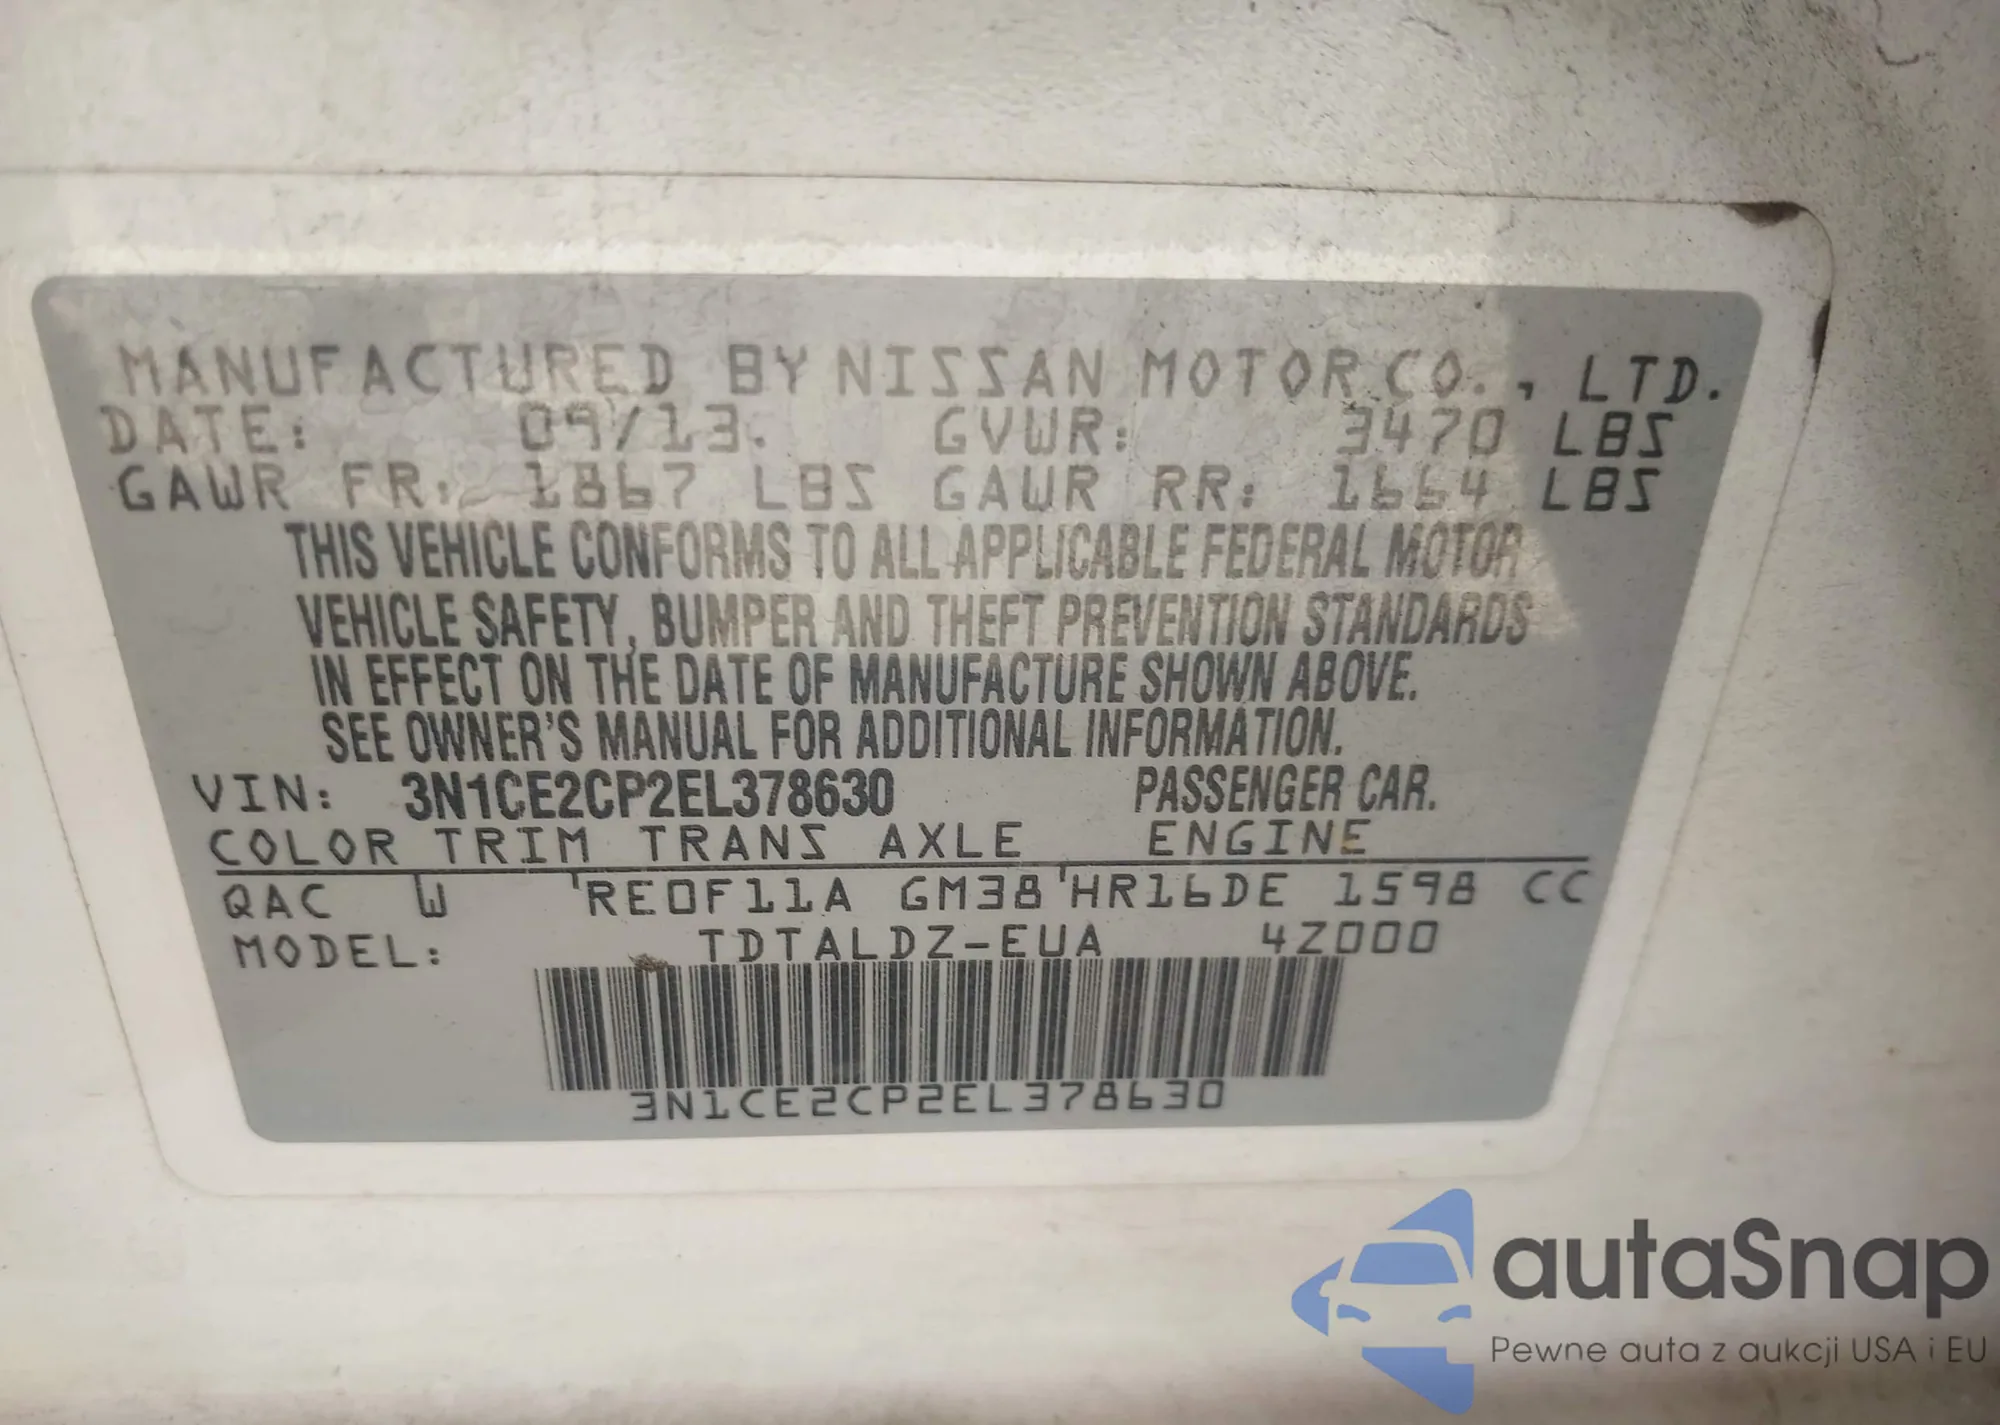 MANUFACTURED BY NISSAN MOTOR CO., LTD.
DATE: 09/13. GVWR: 3470 LBS
GAWR FR: 1867 LBS GAWR RR: 1664 LBS
THIS VEHICLE CONFORMS TO ALL APPLICABLE FEDERAL MOTOR
VEHICLE SAFETY, BUMPER AND THEFT PREVENTION STANDARDS
IN EFFECT ON THE DATE OF MANUFACTURE SHOWN ABOVE.
SEE OWNER'S MANUAL FOR ADDITIONAL INFORMATION.
VIN: 3N1CE2CP2EL378630 PASSENGER CAR.
COLOR TRIM TRANS AXLE ENGINE
QAC W RE0F11A GM38 HR16DE 1598 CC
MODEL: TDTALDZ-EUA 4Z000
3N1CE2CP2EL378630
autaSnap
Pewne auta z aukcji USA i EU